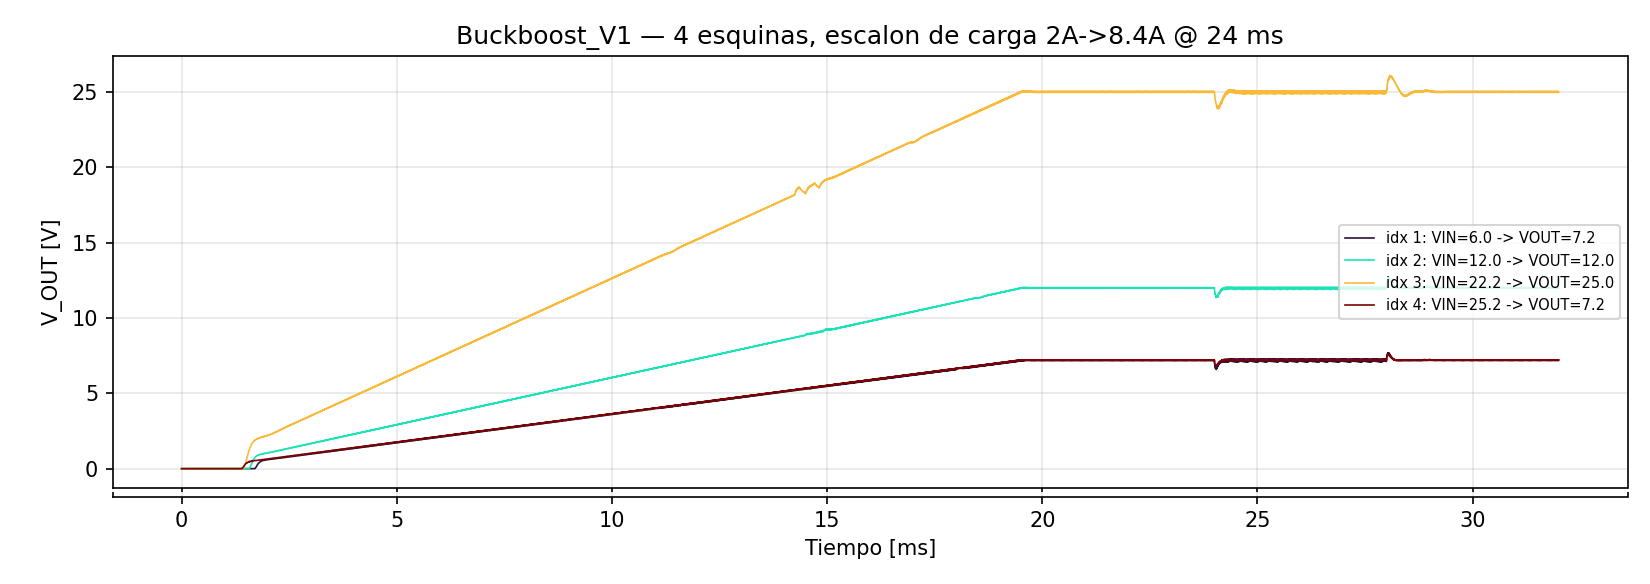 Buckboost_V1 — 4 esquinas, escalon de carga 2A->8.4A @ 24 ms
V_OUT [V]
25
20
15
10
5
0
idx 1: VIN=6.0 -> VOUT=7.2
idx 2: VIN=12.0 -> VOUT=12.0
idx 3: VIN=22.2 -> VOUT=25.0
idx 4: VIN=25.2 -> VOUT=7.2
0 5 10 15 20 25 30
Tiempo [ms]